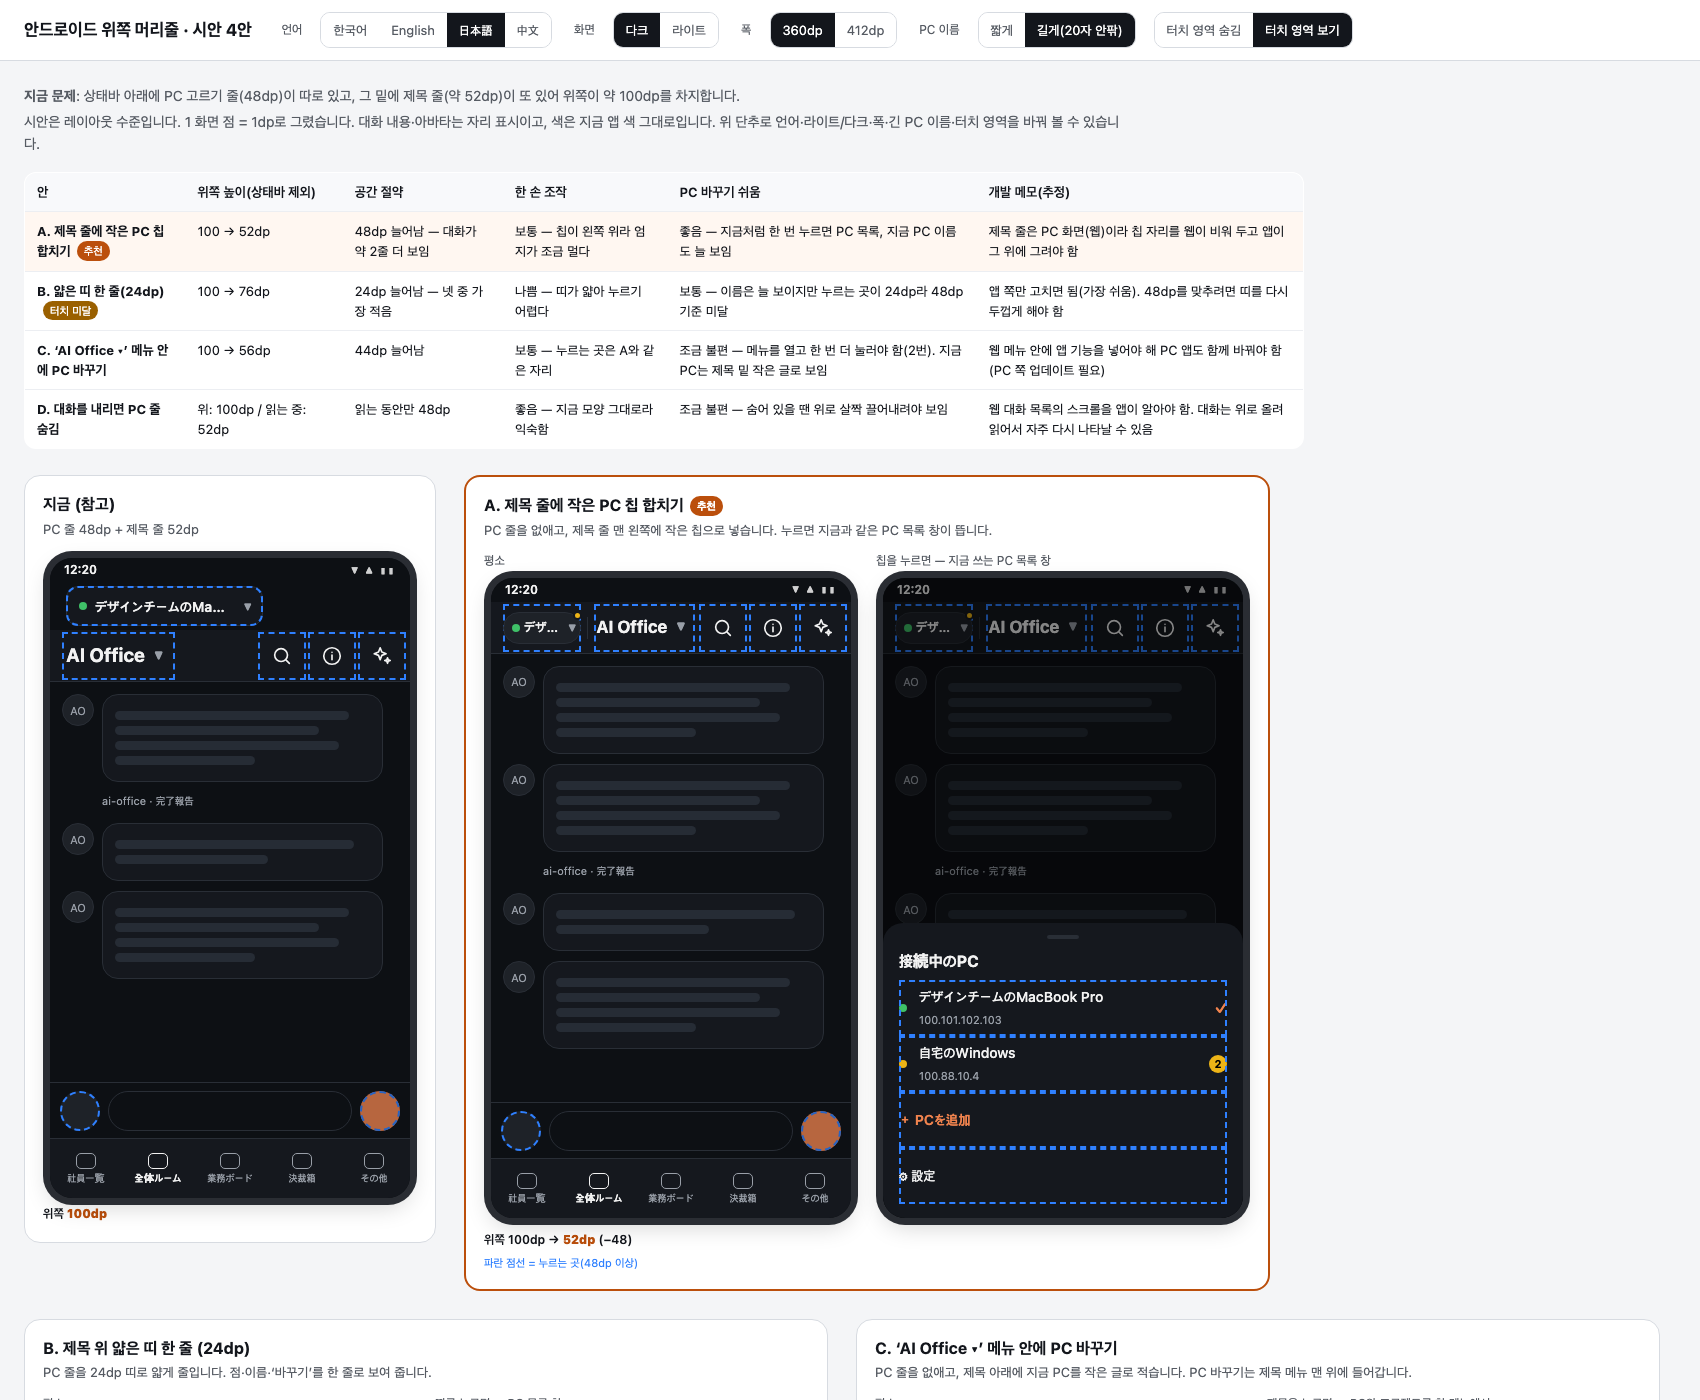 안드로이드 위쪽 머리줄 · 시안 4안
언어 한국어 English 日本語 中文 화면 다크 라이트 폭 360dp 412dp PC 이름 짧게 길게(20자 안팎) 터치 영역 숨김 터치 영역 보기
지금 문제: 상태바 아래에 PC 고르기 줄(48dp)이 따로 있고, 그 밑에 제목 줄(약 52dp)이 또 있어 위쪽이 약 100dp를 차지합니다.
시안은 레이아웃 수준입니다. 1 화면 점 = 1dp로 그렸습니다. 대화 내용·아바타는 자리 표시이고, 색은 지금 앱 색 그대로입니다. 위 단추로 언어·라이트/다크·폭·긴 PC 이름·터치 영역을 바꿔 볼 수 있습니
다.
안 위쪽 높이(상태바 제외) 공간 절약 한 손 조작 PC 바꾸기 쉬움 개발 메모(추정)
A. 제목 줄에 작은 PC 칩 합치기 추천
100 → 52dp
48dp 늘어남 — 대화가 약 2줄 더 보임
보통 — 칩이 왼쪽 위라 엄지가 조금 멀다
좋음 — 지금처럼 한 번 누르면 PC 목록, 지금 PC 이름도 늘 보임
제목 줄은 PC 화면(웹)이라 칩 자리를 웹이 비워 두고 앱이 그 위에 그려야 함
B. 얇은 띠 한 줄(24dp) 터치 미달
100 → 76dp
24dp 늘어남 — 넷 중 가장 적음
나쁨 — 띠가 얇아 누르기 어렵다
보통 — 이름은 늘 보이지만 누르는 곳이 24dp라 48dp 기준 미달
앱 쪽만 고치면 됨(가장 쉬움). 48dp를 맞추려면 띠를 다시 두껍게 해야 함
C. ‘AI Office ▾’ 메뉴 안에 PC 바꾸기
100 → 56dp
44dp 늘어남
보통 — 누르는 곳은 A와 같은 자리
조금 불편 — 메뉴를 열고 한 번 더 눌러야 함(2번). 지금 PC는 제목 밑 작은 글로 보임
웹 메뉴 안에 앱 기능을 넣어야 해 PC 앱도 함께 바꿔야 함(PC 쪽 업데이트 필요)
D. 대화를 내리면 PC 줄 숨김
위: 100dp / 읽는 중: 52dp
읽는 동안만 48dp
좋음 — 지금 모양 그대로라 익숙함
조금 불편 — 숨어 있을 땐 위로 살짝 끌어내려야 보임
웹 대화 목록의 스크롤을 앱이 알아야 함. 대화는 위로 올려 읽어서 자주 다시 나타날 수 있음
지금 (참고)
PC 줄 48dp + 제목 줄 52dp
12:20
デザインチームのMa... ▼
AI Office ▼
AO
ai-office · 完了報告
AO
AO
社員一覧 全体ルーム 業務ボード 決裁箱 その他
위쪽 100dp
A. 제목 줄에 작은 PC 칩 합치기 추천
PC 줄을 없애고, 제목 줄 맨 왼쪽에 작은 칩으로 넣습니다. 누르면 지금과 같은 PC 목록 창이 뜹니다.
평소
12:20
デザ... ▼ AI Office ▼
AO
AO
ai-office · 完了報告
AO
AO
社員一覧 全体ルーム 業務ボード 決裁箱 その他
위쪽 100dp → 52dp (−48)
파란 점선 = 누르는 곳(48dp 이상)
칩을 누르면 — 지금 쓰는 PC 목록 창
12:20
デザ... ▼ AI Office ▼
AO
AO
ai-office · 完了報告
AO
接続中のPC
デザインチームのMacBook Pro
100.101.102.103
自宅のWindows
100.88.10.4
2
+ PCを追加
⚙ 設定
B. 제목 위 얇은 띠 한 줄 (24dp)
PC 줄을 24dp 띠로 얇게 줄입니다. 점·이름·‘바꾸기’를 한 줄로 보여 줍니다.
C. ‘AI Office ▾’ 메뉴 안에 PC 바꾸기
PC 줄을 없애고, 제목 아래에 지금 PC를 작은 글로 적습니다. PC 바꾸기는 제목 메뉴 맨 위에 들어갑니다.